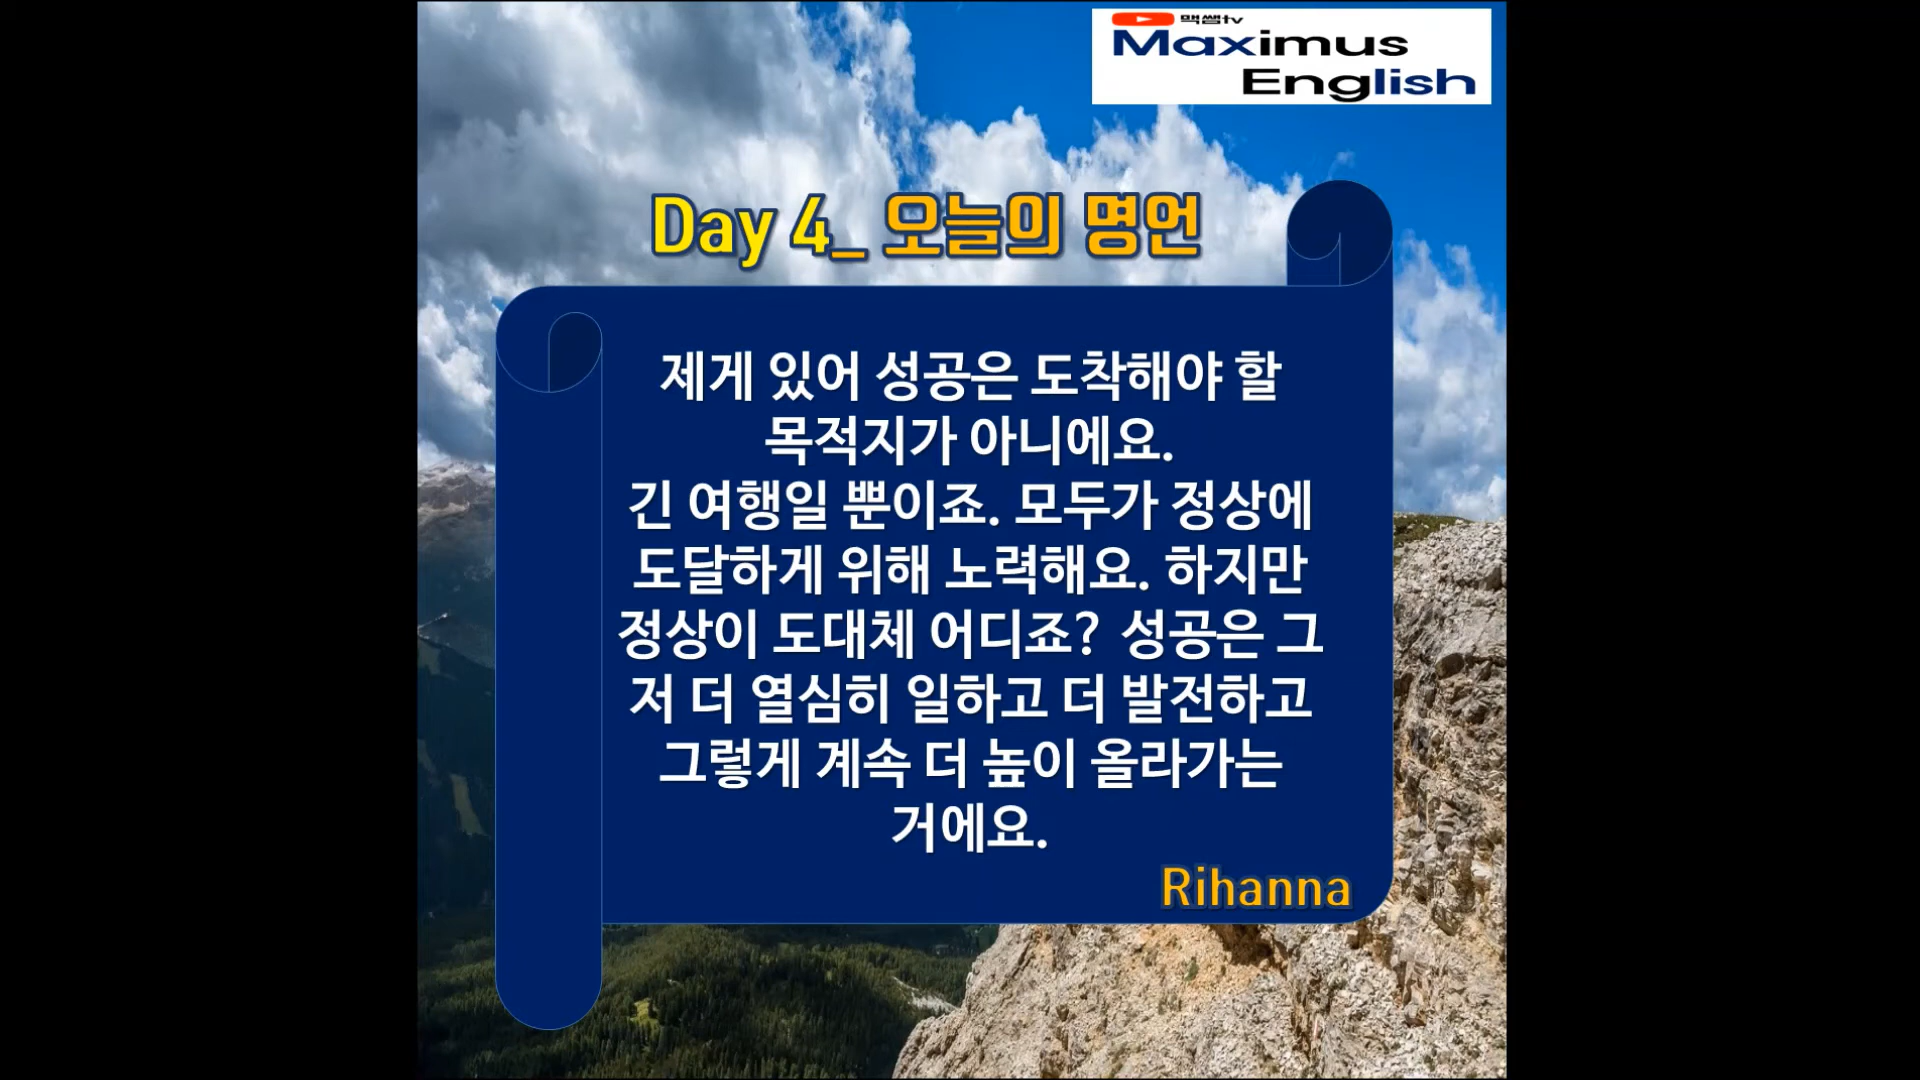 맥쌤tv
Maximus
English
Day 4_ 오늘의 명언
제게 있어 성공은 도착해야 할
목적지가 아니에요.
긴 여행일 뿐이죠. 모두가 정상에
도달하게 위해 노력해요. 하지만
정상이 도대체 어디죠? 성공은 그
저 더 열심히 일하고 더 발전하고
그렇게 계속 더 높이 올라가는
거에요.
Rihanna